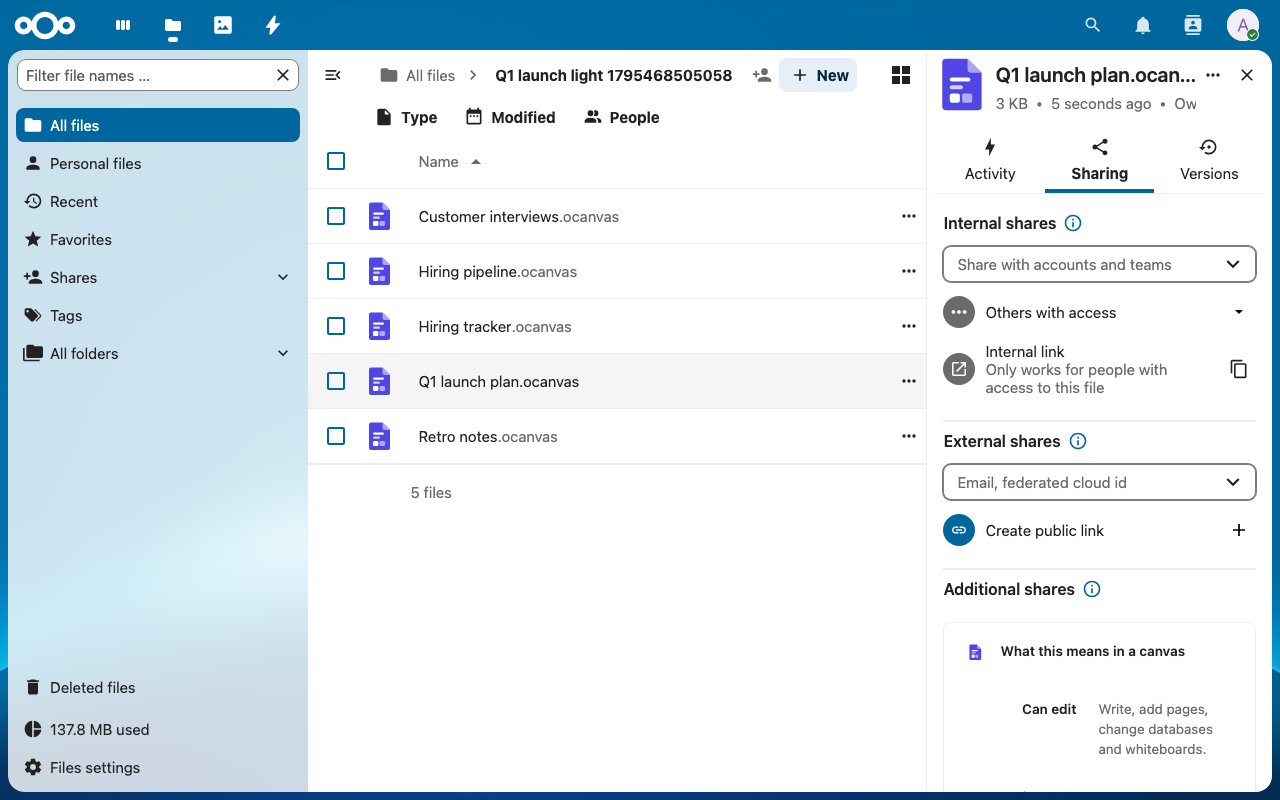 Filter file names ...
All files
Personal files
Recent
Favorites
Shares
Tags
All folders
Deleted files
137.8 MB used
Files settings
All files
Q1 launch light 1795468505058
New
Type
Modified
People
Name
Customer interviews.ocanvas
Hiring pipeline.ocanvas
Hiring tracker.ocanvas
Q1 launch plan.ocanvas
Retro notes.ocanvas
5 files
A
Q1 launch plan.ocan...
3 KB • 5 seconds ago • Ow
Activity
Sharing
Versions
Internal shares
Share with accounts and teams
Others with access
Internal link
Only works for people with
access to this file
External shares
Email, federated cloud id
Create public link
Additional shares
What this means in a canvas
Can edit
Write, add pages,
change databases
and whiteboards.